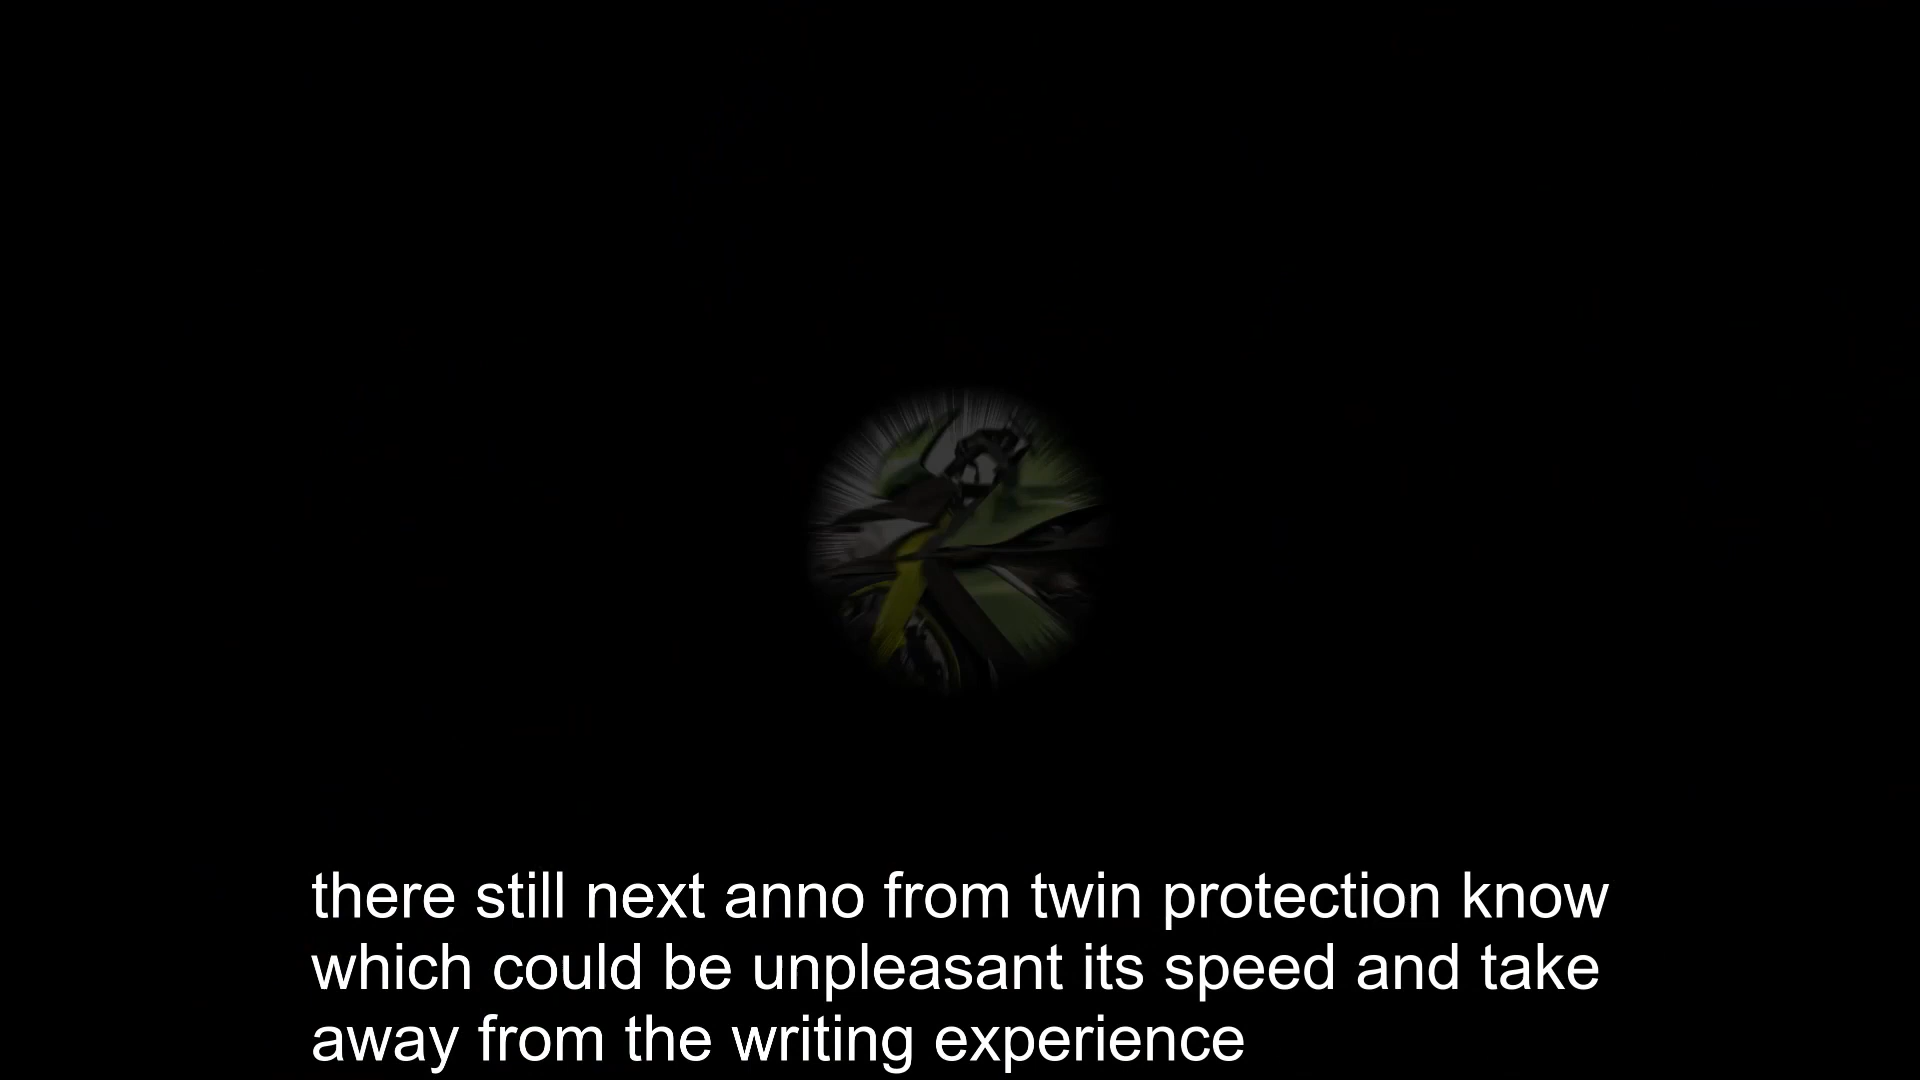 there still next anno from twin protection know
which could be unpleasant its speed and take
away from the writing experience